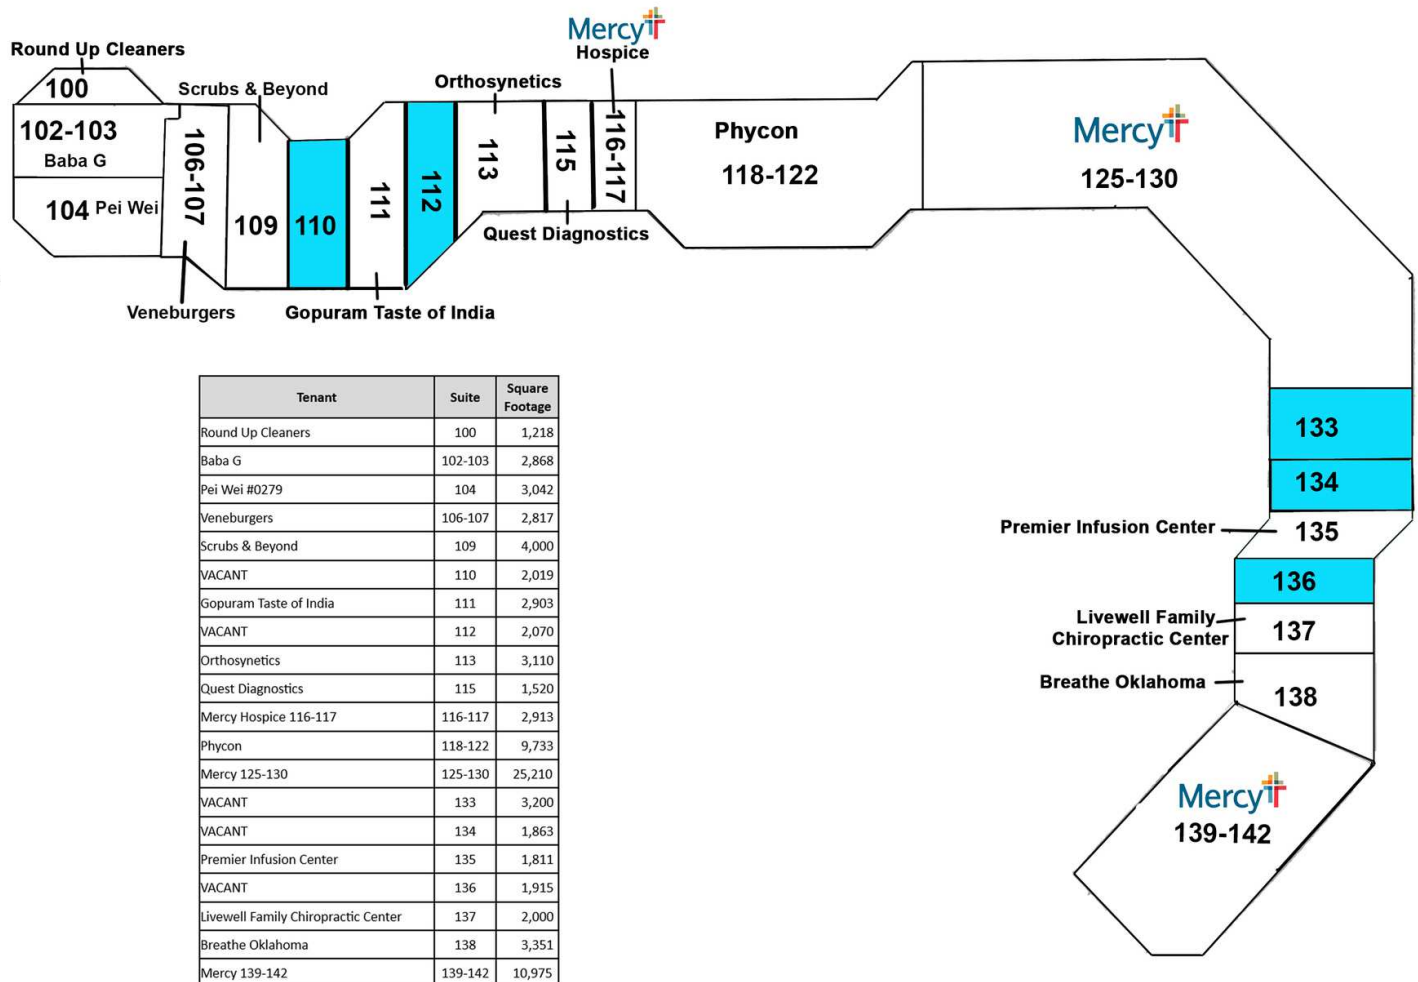 Mercy
Hospice
Round Up Cleaners
100
Scrubs & Beyond
Orthosynetics
102-103
Baba G
104 Pei Wei
106-107
109
110
111
112
113
115
116-117
Phycon
118-122
Mercy
125-130
Quest Diagnostics
Veneburgers
Gopuram Taste of India
133
134
Premier Infusion Center
135
136
Livewell Family
Chiropractic Center
137
Breathe Oklahoma
138
Mercy
139-142
Tenant Suite Square
Footage
Round Up Cleaners 100 1,218
Baba G 102-103 2,868
Pei Wei #0279 104 3,042
Veneburgers 106-107 2,817
Scrubs & Beyond 109 4,000
VACANT 110 2,019
Gopuram Taste of India 111 2,903
VACANT 112 2,070
Orthosynetics 113 3,110
Quest Diagnostics 115 1,520
Mercy Hospice 116-117 116-117 2,913
Phycon 118-122 9,733
Mercy 125-130 125-130 25,210
VACANT 133 3,200
VACANT 134 1,863
Premier Infusion Center 135 1,811
VACANT 136 1,915
Livewell Family Chiropractic Center 137 2,000
Breathe Oklahoma 138 3,351
Mercy 139-142 139-142 10,975